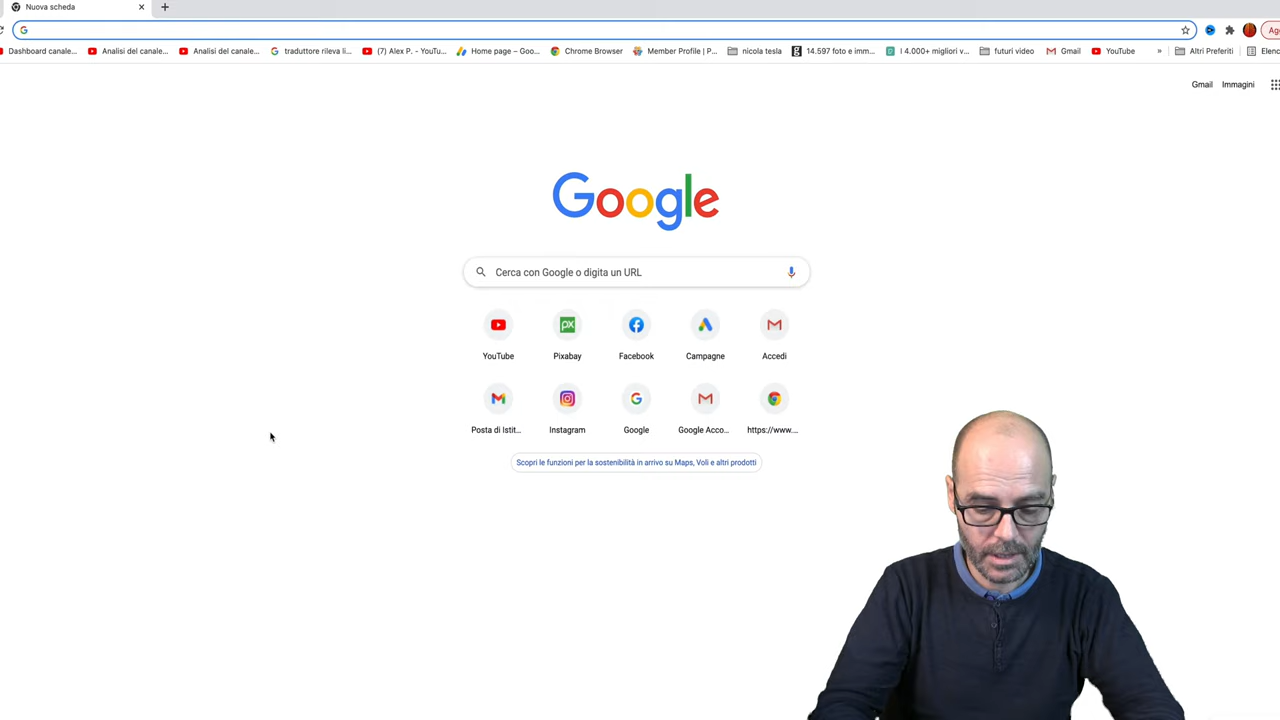 Nuova scheda
Dashboard canale...
Analisi del canale...
Analisi del canale...
traduttore rileva li...
(7) Alex P. - YouTu...
Home page – Goo...
Chrome Browser
Member Profile | P...
nicola tesla
14.597 foto e imm...
I 4.000+ migliori v...
futuri video
Gmail
YouTube
»
Altri Preferiti
Elenc
Gmail
Immagini
Google
Cerca con Google o digita un URL
YouTube
Pixabay
Facebook
Campagne
Accedi
Posta di Istit...
Instagram
Google
Google Acco...
https://www....
Scopri le funzioni per la sostenibilità in arrivo su Maps, Voli e altri prodotti